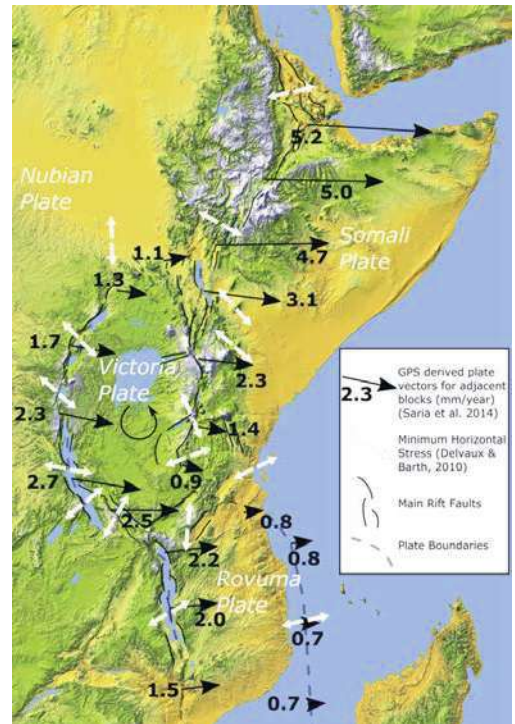 5.2
Nubian
Plate
5.0
Somali
Plate
1.1
4.7
1.3
3.1
1.7
Victoria
Plate
2.3
2.3
1.4
2.7
0.9
2.5
0.8
2.2
0.8
Rovuma
Plate
2.0
0.7
1.5
0.7
2.3
GPS derived plate
vectors for adjacent
blocks (mm/year)
(Saria et al. 2014)
Minimum Horizontal
Stress (Delvaux &
Barth, 2010)
Main Rift Faults
Plate Boundaries